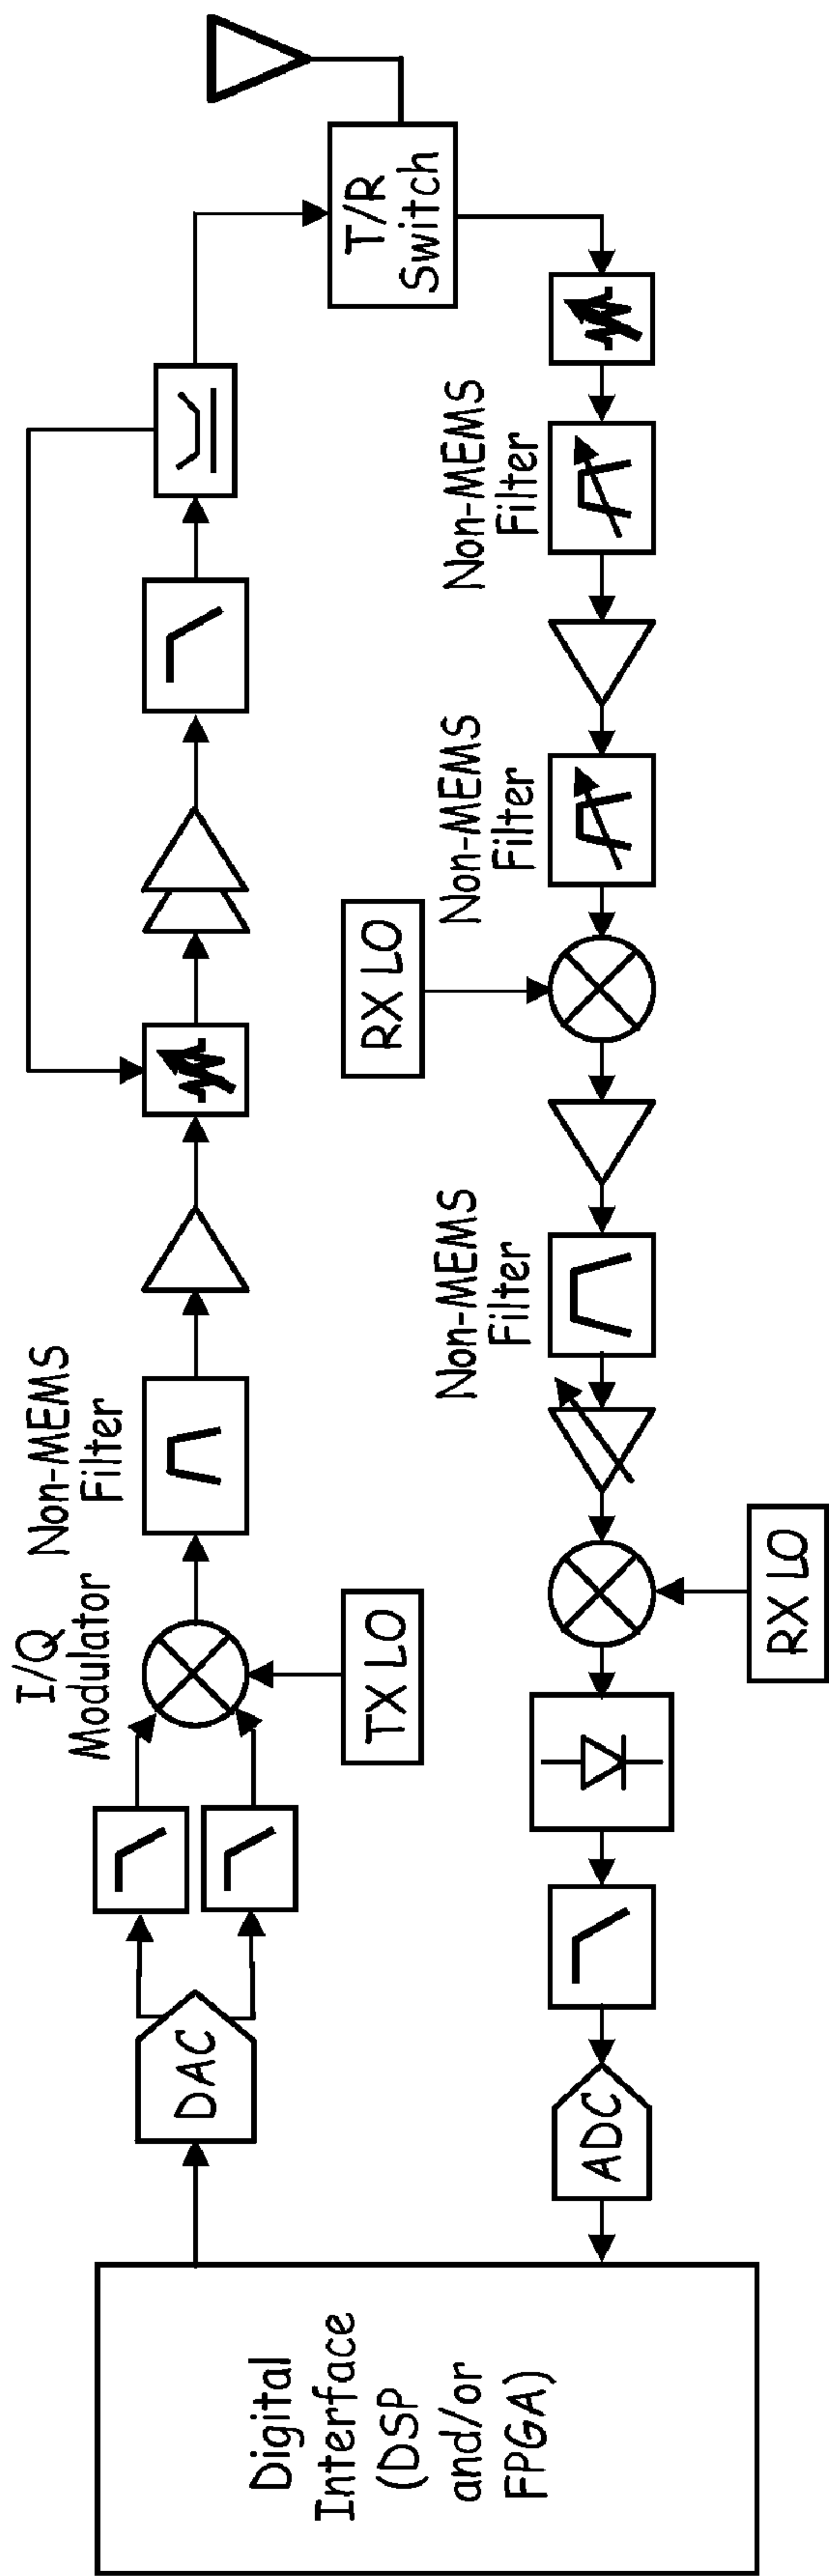 Digital
Interface
(DSP
and/or
FPGA)
DAC
I/Q
Modulator
TX LO
Non-MEMS
Filter
T/R
Switch
Non-MEMS
Filter
Non-MEMS
Filter
RX LO
Non-MEMS
Filter
RX LO
ADC